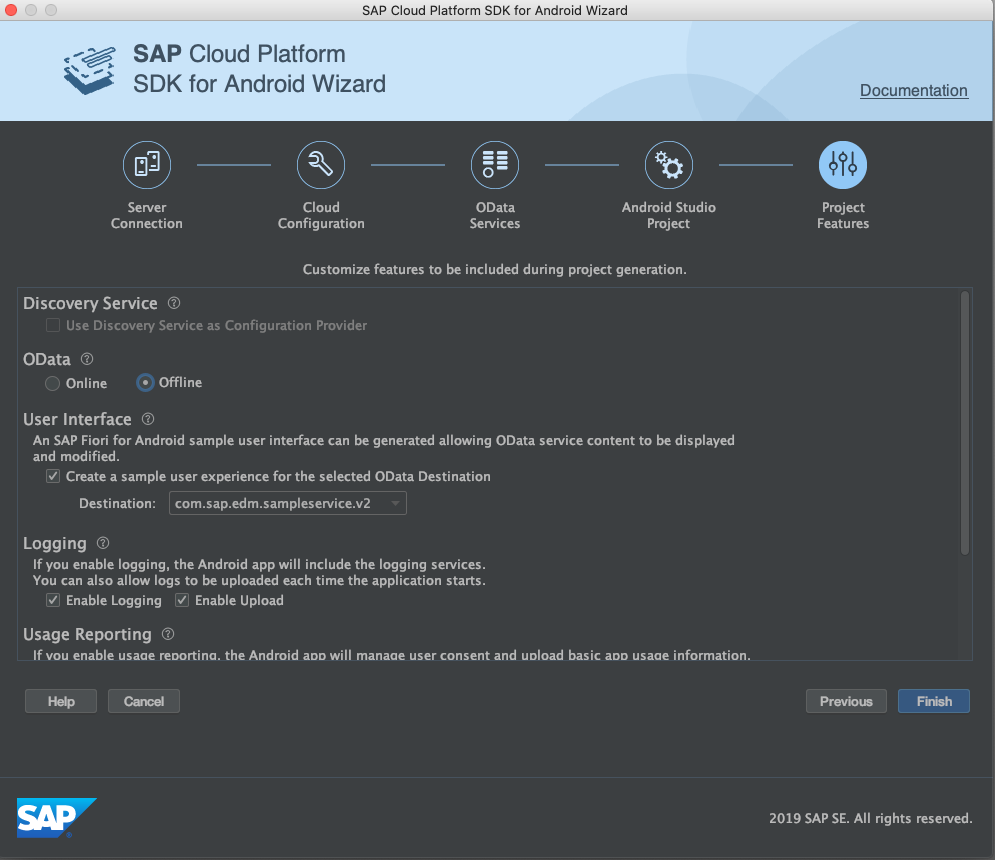 SAP Cloud Platform SDK for Android Wizard
SAP Cloud Platform
SDK for Android Wizard
Documentation
Server
Connection
Cloud
Configuration
OData
Services
Android Studio
Project
Project
Features
Customize features to be included during project generation.
Discovery Service ?
Use Discovery Service as Configuration Provider
OData ?
Online Offline
User Interface ?
An SAP Fiori for Android sample user interface can be generated allowing OData service content to be displayed
and modified.
Create a sample user experience for the selected OData Destination
Destination: com.sap.edm.sampleservice.v2
Logging ?
If you enable logging, the Android app will include the logging services.
You can also allow logs to be uploaded each time the application starts.
Enable Logging Enable Upload
Usage Reporting ?
If you enable usage reporting, the Android app will manage user consent and upload basic app usage information.
Help Cancel Previous Finish
SAP
2019 SAP SE. All rights reserved.